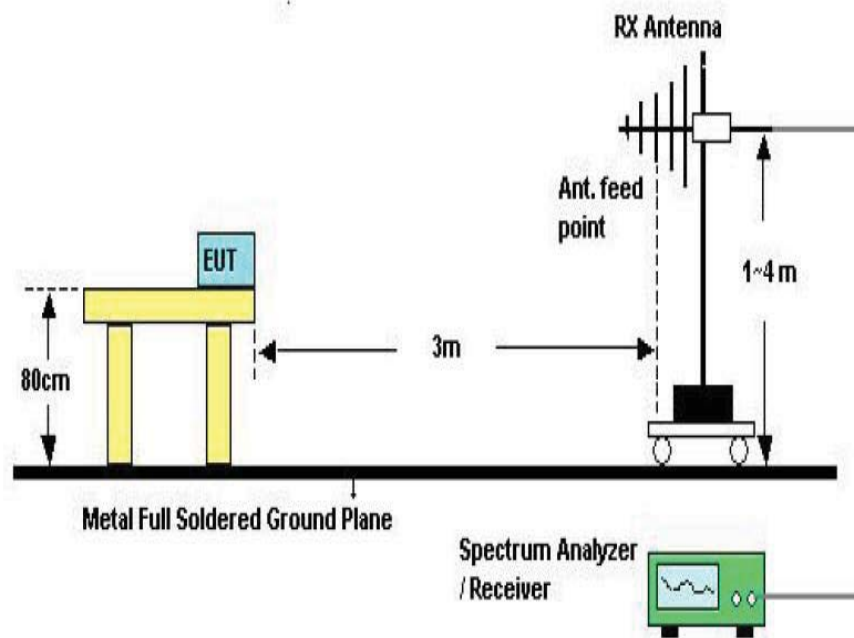 RX Antenna
Ant. feed
point
EUT
1~4 m
3m
80cm
Metal Full Soldered Ground Plane
Spectrum Analyzer
/ Receiver